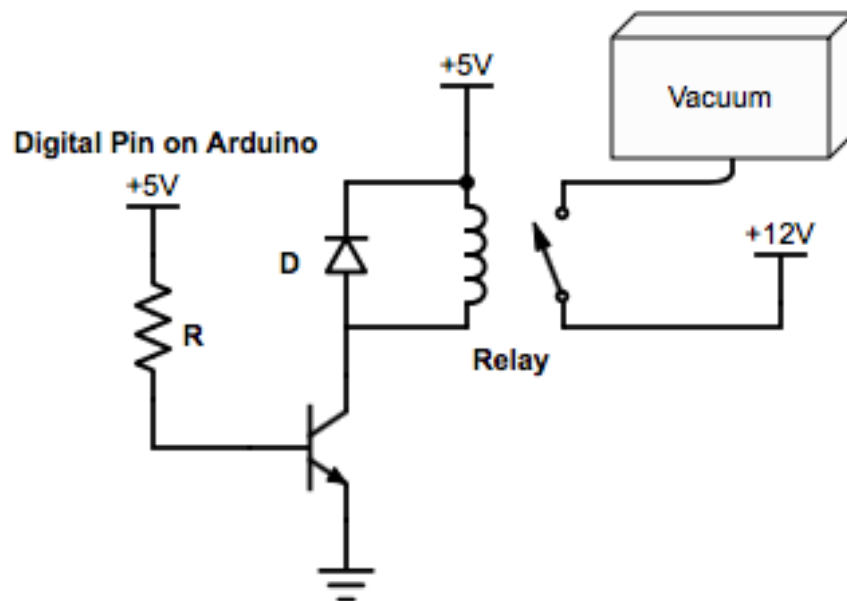 +5V
Vacuum
Digital Pin on Arduino
+5V
+12V
D
R
Relay